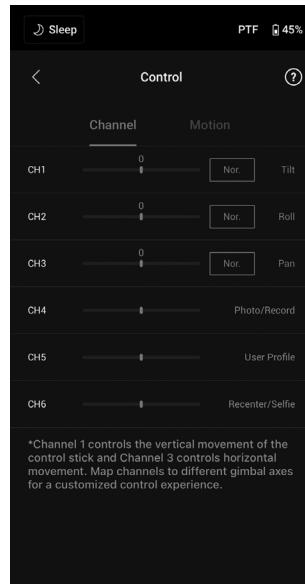 Sleep PTF 45%
Control ?
Channel Motion
0
CH1 Nor. Tilt
0
CH2 Nor. Roll
0
CH3 Nor. Pan
CH4 Photo/Record
CH5 User Profile
CH6 Recenter/Selfie
*Channel 1 controls the vertical movement of the
control stick and Channel 3 controls horizontal
movement. Map channels to different gimbal axes
for a customized control experience.